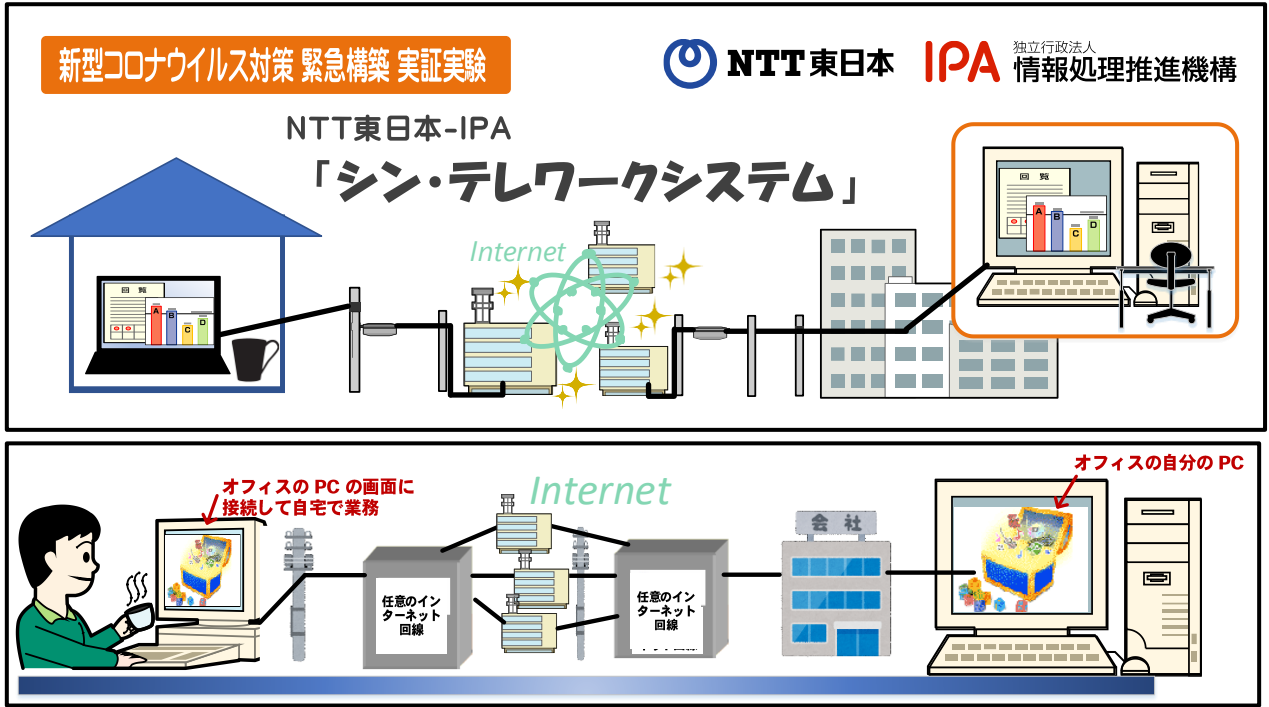 新型コロナウイルス対策 緊急構築 実証実験
NTT東日本
IPA
独立行政法人
情報処理推進機構
NTT東日本-IPA
「シン・テレワークシステム」
Internet
回 覧
A
B
C
D
回 覧
A
B
C
D
オフィスの PC の画面に
接続して自宅で業務
Internet
オフィスの自分の PC
会 社
任意のイン
ターネット
回線
任意のイン
ターネット
回線